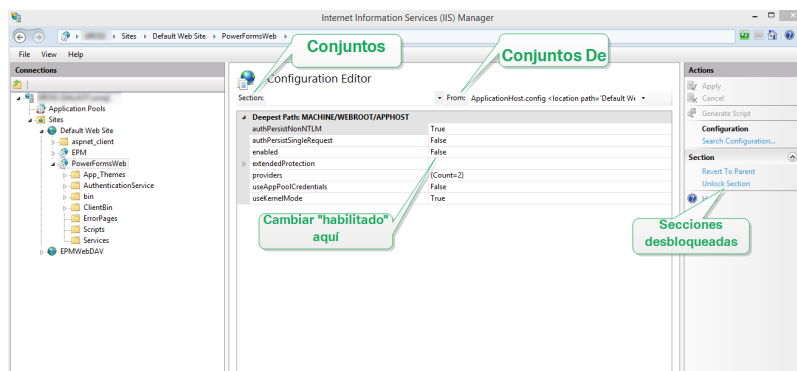 Internet Information Services (IIS) Manager
Sites Default Web Site PowerFormsWeb
File View Help
Conjuntos
Conjuntos De
Connections
Application Pools
Sites
Default Web Site
aspnet_client
EPM
PowerFormsWeb
App_Themes
AuthenticationService
bin
ClientBin
ErrorPages
Scripts
Services
EPMWebDAV
Configuration Editor
Section:
From: ApplicationHost.config <location path='Default We
Deepest Path: MACHINE/WEBROOT/APPHOST
authPersistNonNTLM True
authPersistSingleRequest False
enabled False
extendedProtection
providers (Count=2)
useAppPoolCredentials False
useKernelMode True
Cambiar "habilitado"
aquí
Actions
Apply
Cancel
Generate Script
Configuration
Search Configuration...
Section
Revert To Parent
Unlock Section
Secciones
desbloqueadas